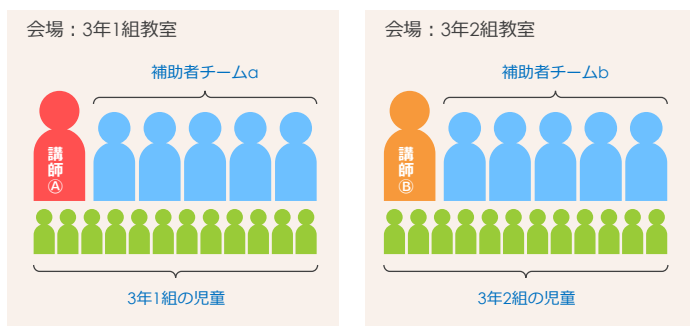 会場：3年1組教室
補助者チームa
講師Ⓐ
3年1組の児童
会場：3年2組教室
補助者チームb
講師Ⓑ
3年2組の児童